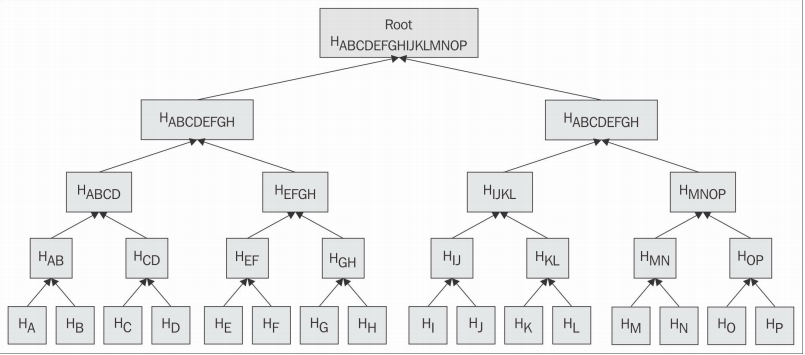 Root
HABCDEFGHIJKLMNOP
HABCDEFGH HABCDEFGH
HABCD HEFGH HIJKL HMNOP
HAB HCD HEF HGH HIJ HKL HMN HOP
HA HB HC HD HE HF HG HH HI HJ HK HL HM HN HO HP